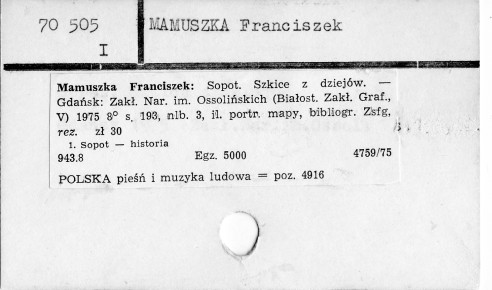 70 505
I
MAMUSZKA Franciszek
Mamuszka Franciszek: Sopot. Szkice z dziejów. —
Gdańsk: Zakł. Nar. im. Ossolińskich (Białost. Zakł. Graf.,
V) 1975 8° s. 193, nlb. 3, il. portr. mapy, bibliogr. Zsfg,
rez. zł 30
1. Sopot — historia
943.8 Egz. 5000 4759/75
POLSKA pieśń i muzyka ludowa = poz. 4916